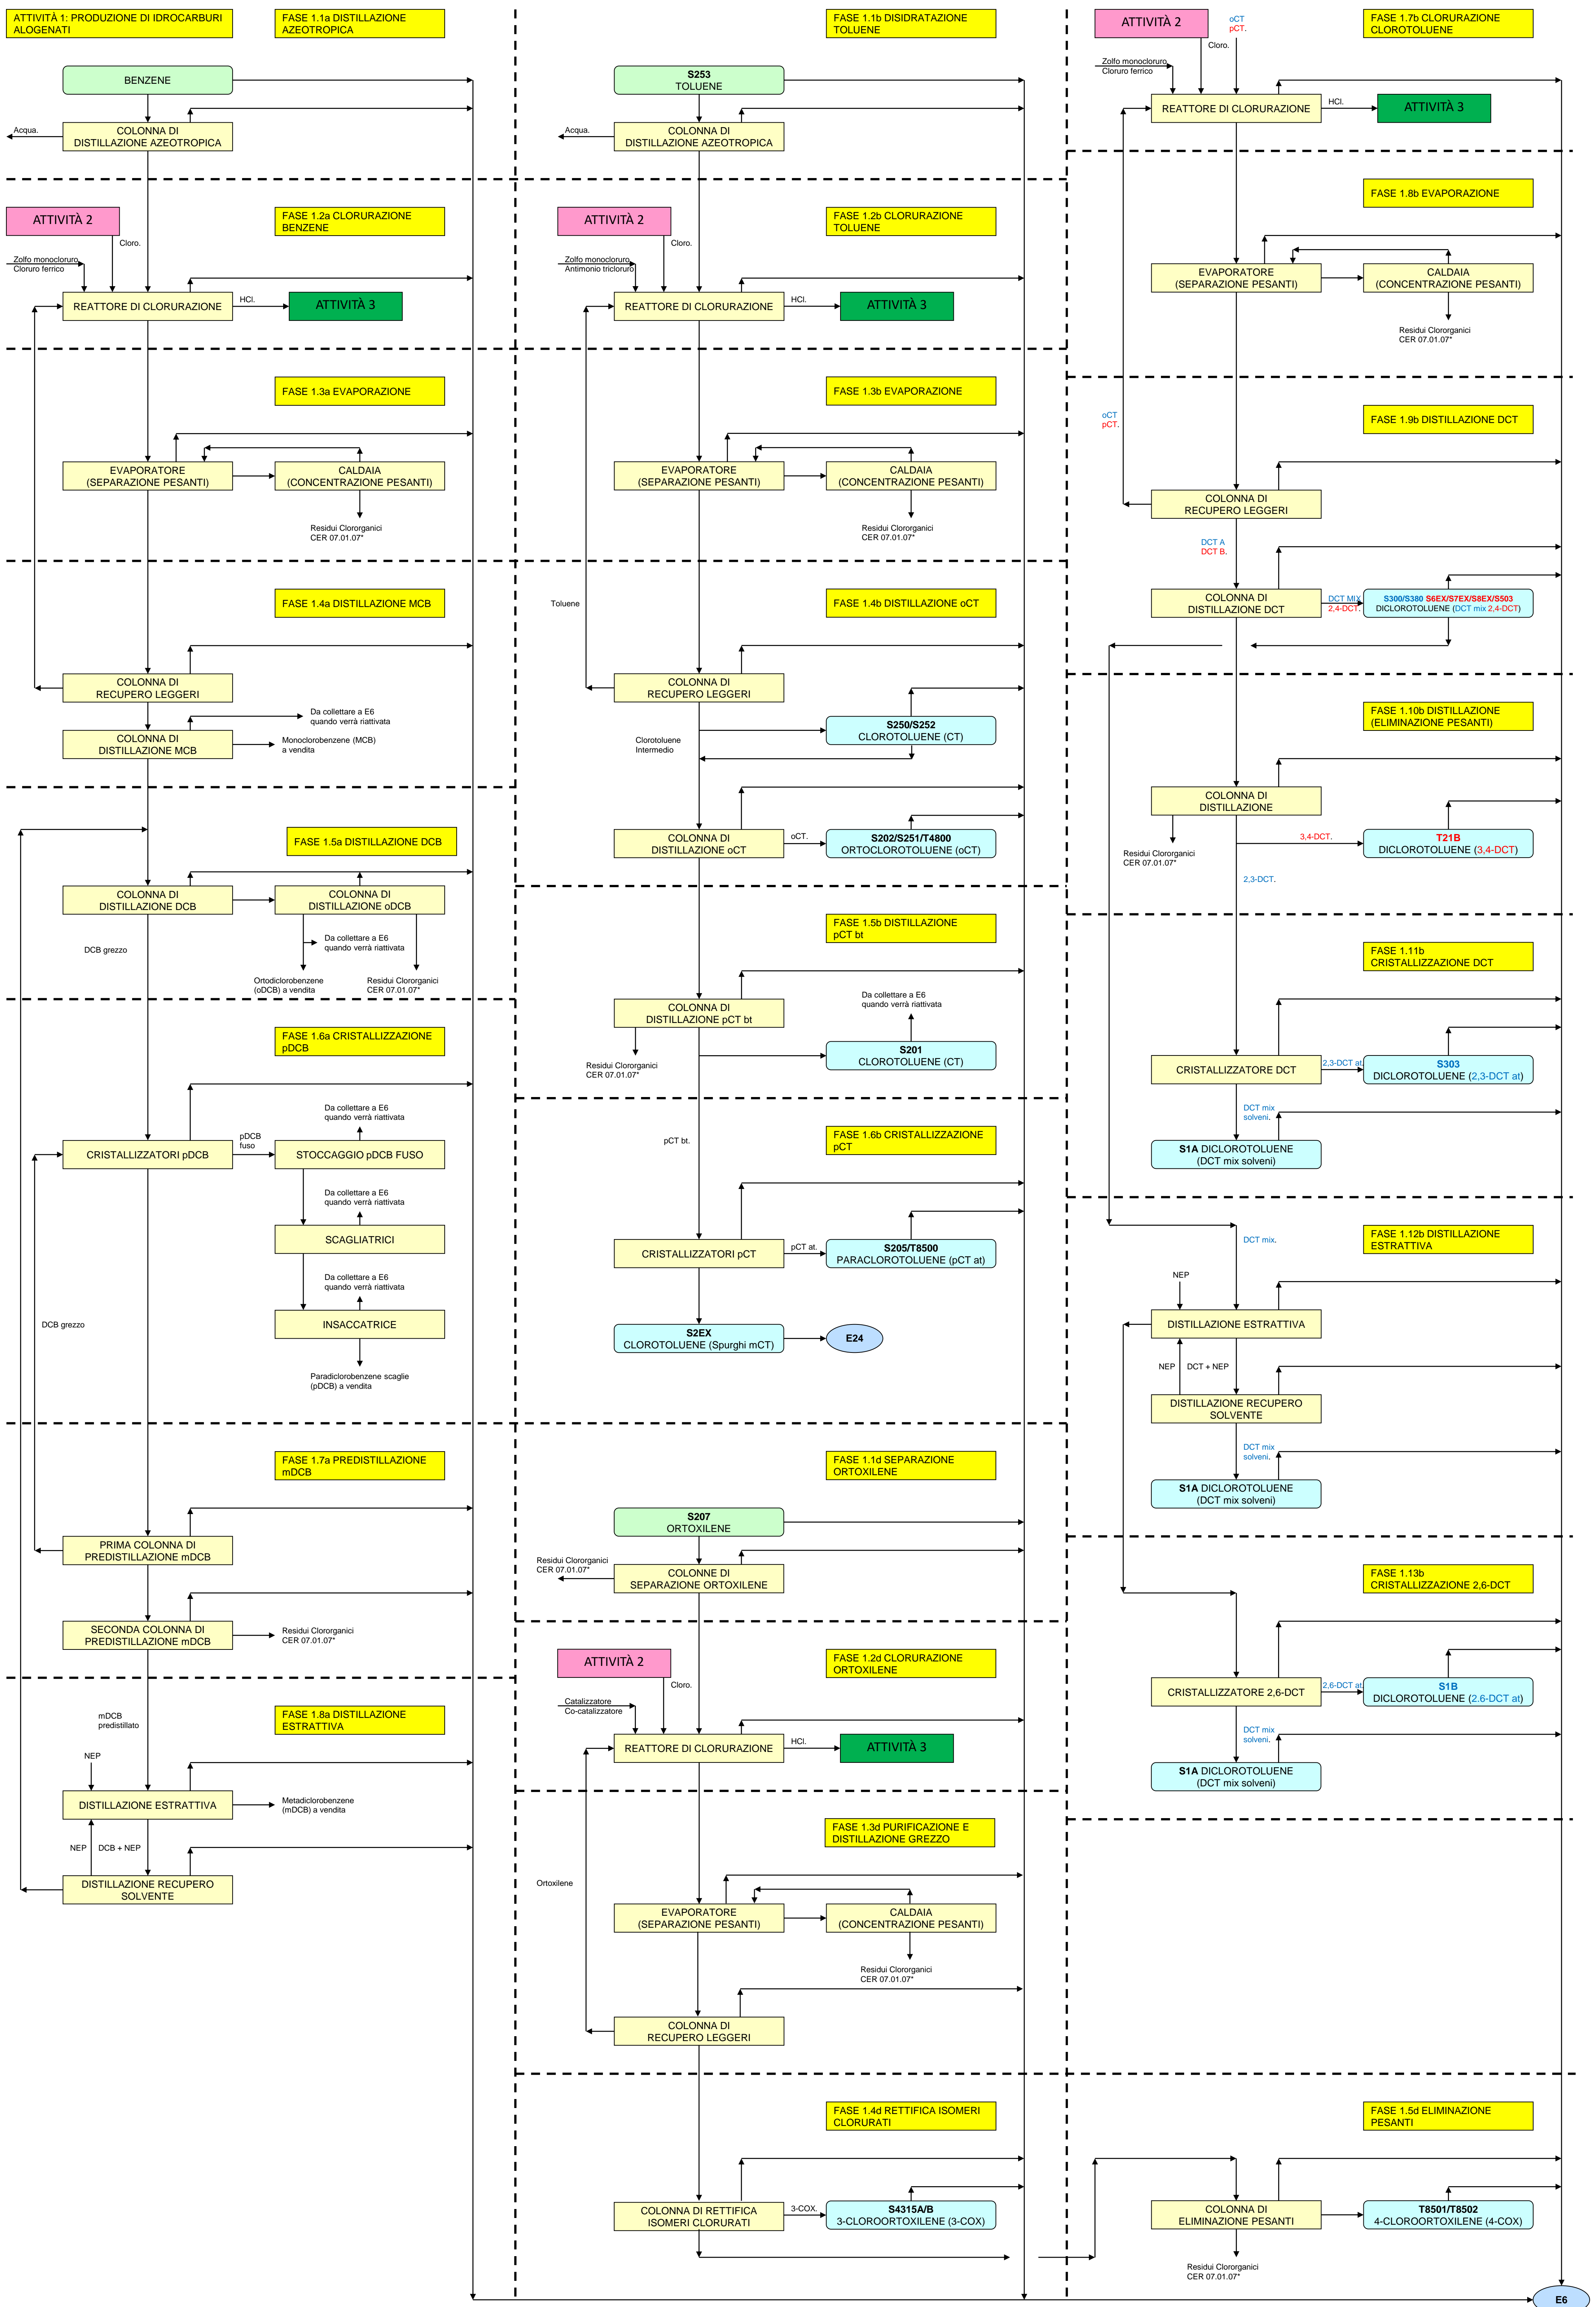 ATTIVITÀ 1: PRODUZIONE DI IDROCARBURI
ALOGENATI
FASE 1.1a DISTILLAZIONE
AZEOTROPICA
BENZENE
Acqua.
COLONNA DI
DISTILLAZIONE AZEOTROPICA
ATTIVITÀ 2
FASE 1.2a CLORURAZIONE
BENZENE
Cloro.
Zolfo monocloruro
Cloruro ferrico
REATTORE DI CLORURAZIONE
HCl.
ATTIVITÀ 3
FASE 1.3a EVAPORAZIONE
EVAPORATORE
(SEPARAZIONE PESANTI)
CALDAIA
(CONCENTRAZIONE PESANTI)
Residui Clororganici
CER 07.01.07*
FASE 1.4a DISTILLAZIONE MCB
COLONNA DI
RECUPERO LEGGERI
Da collettare a E6
quando verrà riattivata
COLONNA DI
DISTILLAZIONE MCB
Monoclorobenzene (MCB)
a vendita
FASE 1.5a DISTILLAZIONE DCB
COLONNA DI
DISTILLAZIONE DCB
COLONNA DI
DISTILLAZIONE oDCB
DCB grezzo
Da collettare a E6
quando verrà riattivata
Ortodiclorobenzene
(oDCB) a vendita
Residui Clororganici
CER 07.01.07*
FASE 1.6a CRISTALLIZZAZIONE
pDCB
Da collettare a E6
quando verrà riattivata
CRISTALLIZZATORI pDCB
pDCB
fuso
STOCCAGGIO pDCB FUSO
Da collettare a E6
quando verrà riattivata
SCAGLIATRICI
Da collettare a E6
quando verrà riattivata
DCB grezzo
INSACCATRICE
Paradiclorobenzene scaglie
(pDCB) a vendita
FASE 1.7a PREDISTILLAZIONE
mDCB
PRIMA COLONNA DI
PREDISTILLAZIONE mDCB
SECONDA COLONNA DI
PREDISTILLAZIONE mDCB
Residui Clororganici
CER 07.01.07*
FASE 1.8a DISTILLAZIONE
ESTRATTIVA
mDCB
predistillato
NEP
DISTILLAZIONE ESTRATTIVA
Metadiclorobenzene
(mDCB) a vendita
NEP
DCB + NEP
DISTILLAZIONE RECUPERO
SOLVENTE
FASE 1.1b DISIDRATAZIONE
TOLUENE
S253
TOLUENE
Acqua.
COLONNA DI
DISTILLAZIONE AZEOTROPICA
ATTIVITÀ 2
FASE 1.2b CLORURAZIONE
TOLUENE
Cloro.
Zolfo monocloruro
Antimonio tricloruro
REATTORE DI CLORURAZIONE
HCl.
ATTIVITÀ 3
FASE 1.3b EVAPORAZIONE
EVAPORATORE
(SEPARAZIONE PESANTI)
CALDAIA
(CONCENTRAZIONE PESANTI)
Residui Clororganici
CER 07.01.07*
Toluene
FASE 1.4b DISTILLAZIONE oCT
COLONNA DI
RECUPERO LEGGERI
S250/S252
CLOROTOLUENE (CT)
Clorotoluene
Intermedio
COLONNA DI
DISTILLAZIONE oCT
oCT.
S202/S251/T4800
ORTOCLOROTOLUENE (oCT)
FASE 1.5b DISTILLAZIONE
pCT bt
Da collettare a E6
quando verrà riattivata
COLONNA DI
DISTILLAZIONE pCT bt
Residui Clororganici
CER 07.01.07*
S201
CLOROTOLUENE (CT)
pCT bt.
FASE 1.6b CRISTALLIZZAZIONE
pCT
CRISTALLIZZATORI pCT
pCT at.
S205/T8500
PARACLOROTOLUENE (pCT at)
S2EX
CLOROTOLUENE (Spurghi mCT)
E24
FASE 1.1d SEPARAZIONE
ORTOXILENE
S207
ORTOXILENE
Residui Clororganici
CER 07.01.07*
COLONNE DI
SEPARAZIONE ORTOXILENE
ATTIVITÀ 2
FASE 1.2d CLORURAZIONE
ORTOXILENE
Cloro.
Catalizzatore
Co-catalizzatore
REATTORE DI CLORURAZIONE
HCl.
ATTIVITÀ 3
FASE 1.3d PURIFICAZIONE E
DISTILLAZIONE GREZZO
Ortoxilene
EVAPORATORE
(SEPARAZIONE PESANTI)
CALDAIA
(CONCENTRAZIONE PESANTI)
Residui Clororganici
CER 07.01.07*
COLONNA DI
RECUPERO LEGGERI
FASE 1.4d RETTIFICA ISOMERI
CLORURATI
COLONNA DI RETTIFICA
ISOMERI CLORURATI
3-COX.
S4315A/B
3-CLOROORTOXILENE (3-COX)
ATTIVITÀ 2
oCT
pCT.
FASE 1.7b CLORURAZIONE
CLOROTOLUENE
Cloro.
Zolfo monocloruro
Cloruro ferrico
REATTORE DI CLORURAZIONE
HCl.
ATTIVITÀ 3
FASE 1.8b EVAPORAZIONE
EVAPORATORE
(SEPARAZIONE PESANTI)
CALDAIA
(CONCENTRAZIONE PESANTI)
Residui Clororganici
CER 07.01.07*
oCT
pCT.
FASE 1.9b DISTILLAZIONE DCT
COLONNA DI
RECUPERO LEGGERI
DCT A
DCT B.
COLONNA DI
DISTILLAZIONE DCT
DCT MIX
2,4-DCT.
S300/S380 S6EX/S7EX/S8EX/S503
DICLOROTOLUENE (DCT mix 2,4-DCT)
FASE 1.10b DISTILLAZIONE
(ELIMINAZIONE PESANTI)
COLONNA DI
DISTILLAZIONE
Residui Clororganici
CER 07.01.07*
3,4-DCT.
T21B
DICLOROTOLUENE (3,4-DCT)
2,3-DCT.
FASE 1.11b
CRISTALLIZZAZIONE DCT
CRISTALLIZZATORE DCT
2,3-DCT at.
S303
DICLOROTOLUENE (2,3-DCT at)
DCT mix
solveni.
S1A DICLOROTOLUENE
(DCT mix solveni)
FASE 1.12b DISTILLAZIONE
ESTRATTIVA
DCT mix.
NEP
DISTILLAZIONE ESTRATTIVA
NEP
DCT + NEP
DISTILLAZIONE RECUPERO
SOLVENTE
DCT mix
solveni.
S1A DICLOROTOLUENE
(DCT mix solveni)
FASE 1.13b
CRISTALLIZZAZIONE 2,6-DCT
CRISTALLIZZATORE 2,6-DCT
2,6-DCT at.
S1B
DICLOROTOLUENE (2.6-DCT at)
DCT mix
solveni.
S1A DICLOROTOLUENE
(DCT mix solveni)
FASE 1.5d ELIMINAZIONE
PESANTI
COLONNA DI
ELIMINAZIONE PESANTI
T8501/T8502
4-CLOROORTOXILENE (4-COX)
Residui Clororganici
CER 07.01.07*
E6